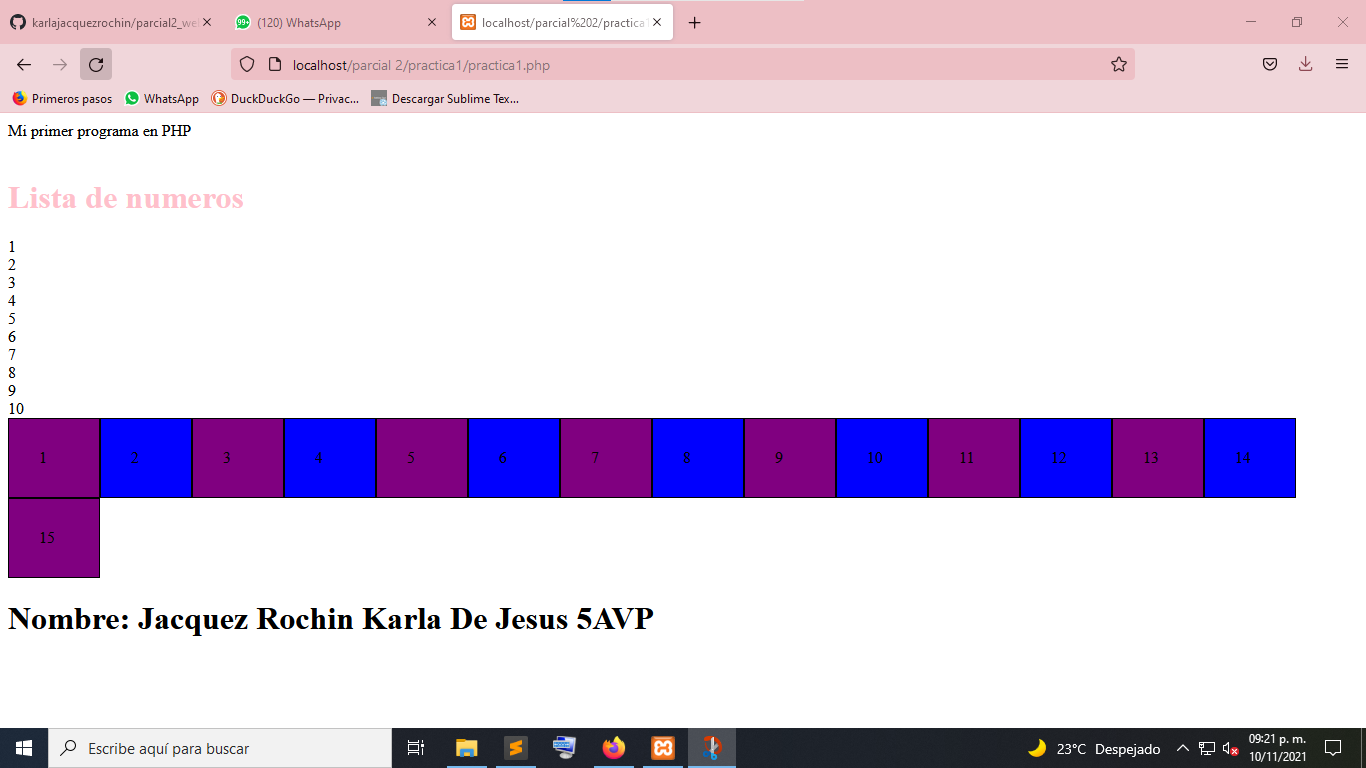 karlajacquezrochin/parcial2_we
99+ (120) WhatsApp
localhost/parcial%202/practica
localhost/parcial 2/practica1/practica1.php
Primeros pasos WhatsApp DuckDuckGo — Privac... Descargar Sublime Tex...
Mi primer programa en PHP
Lista de numeros
1
2
3
4
5
6
7
8
9
10
1 2 3 4 5 6 7 8 9 10 11 12 13 14
15
Nombre: Jacquez Rochin Karla De Jesus 5AVP
Escribe aquí para buscar
23°C Despejado
09:21 p. m.
10/11/2021